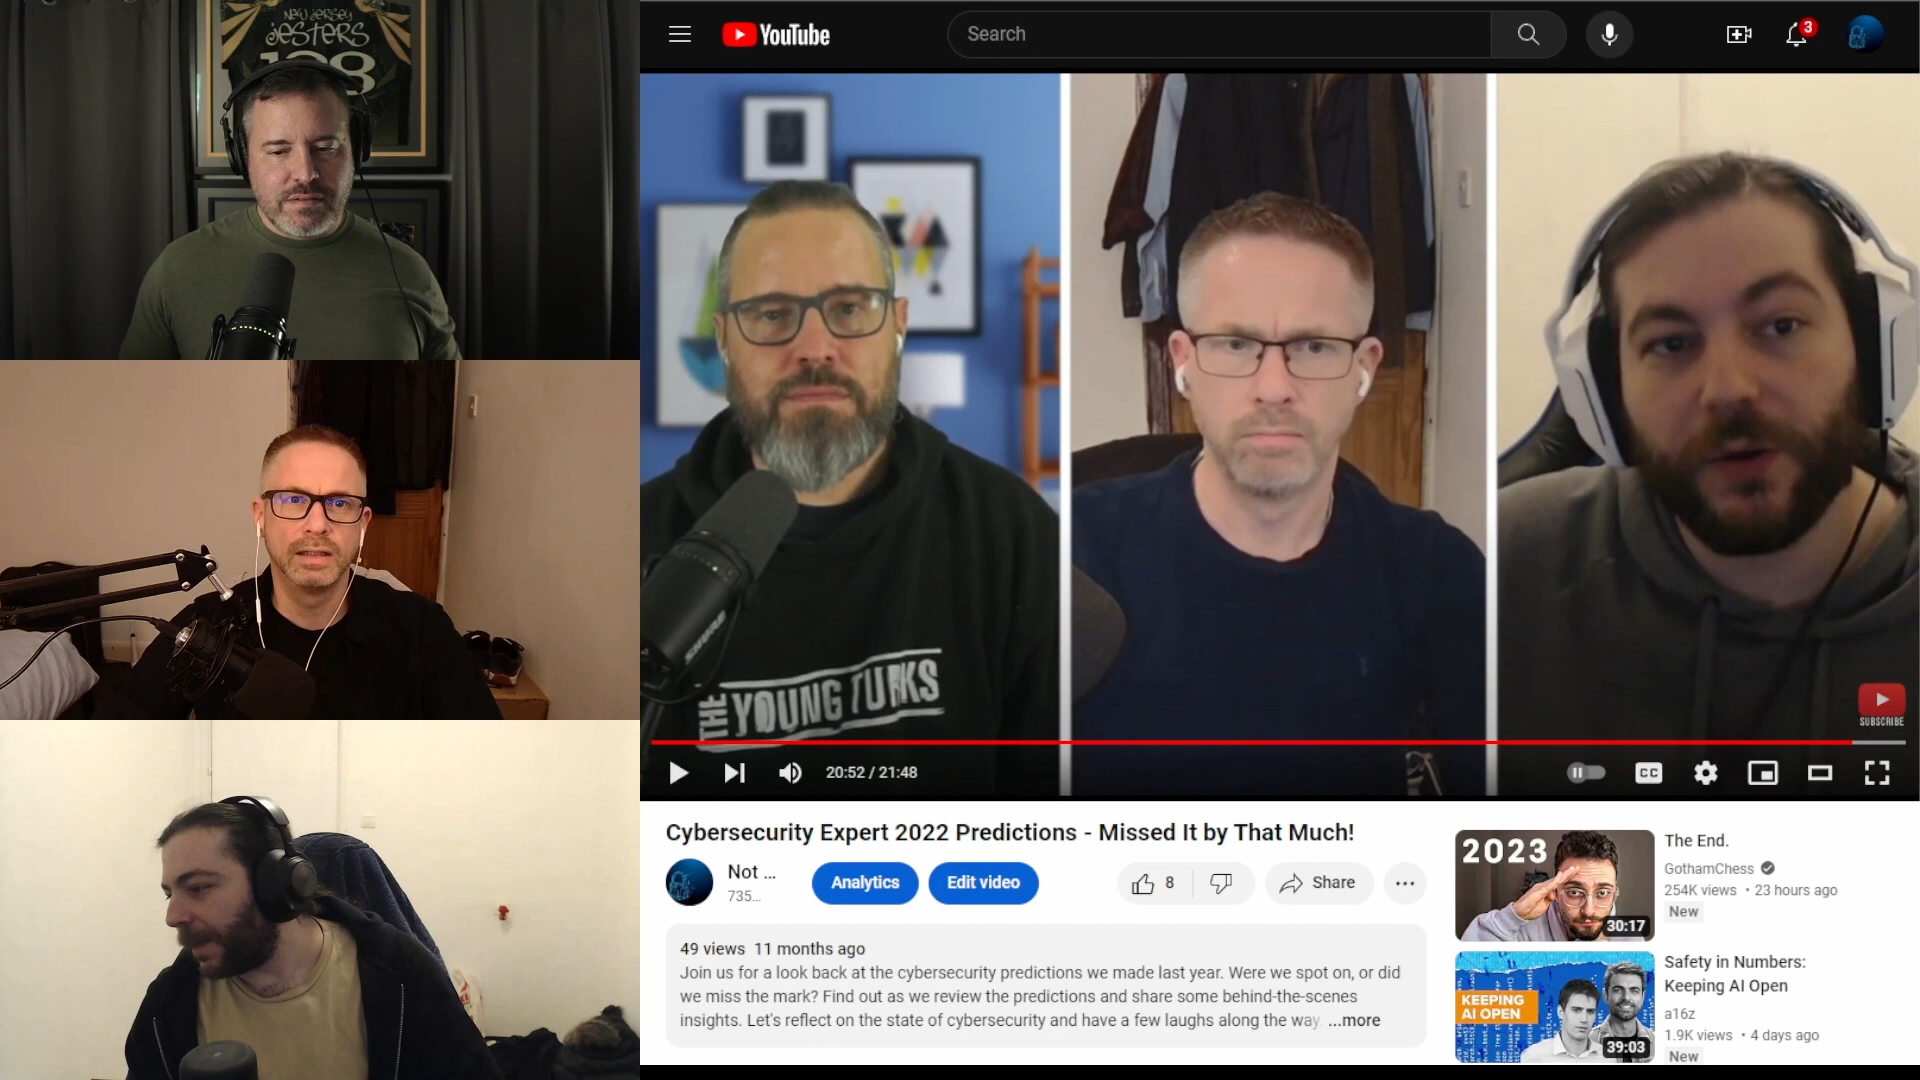 NEW JERSEY
JESTERS
128
YouTube
Search
3
SHURE
THE YOUNG TURKS
SUBSCRIBE
20:52 / 21:48
CC
Cybersecurity Expert 2022 Predictions - Missed It by That Much!
Not ...
735...
Analytics
Edit video
8
Share
49 views 11 months ago
Join us for a look back at the cybersecurity predictions we made last year. Were we spot on, or did
we miss the mark? Find out as we review the predictions and share some behind-the-scenes
insights. Let's reflect on the state of cybersecurity and have a few laughs along the way. ...more
2023
30:17
The End.
GothamChess
254K views • 23 hours ago
New
KEEPING
AI OPEN
39:03
Safety in Numbers:
Keeping AI Open
a16z
1.9K views • 4 days ago
New